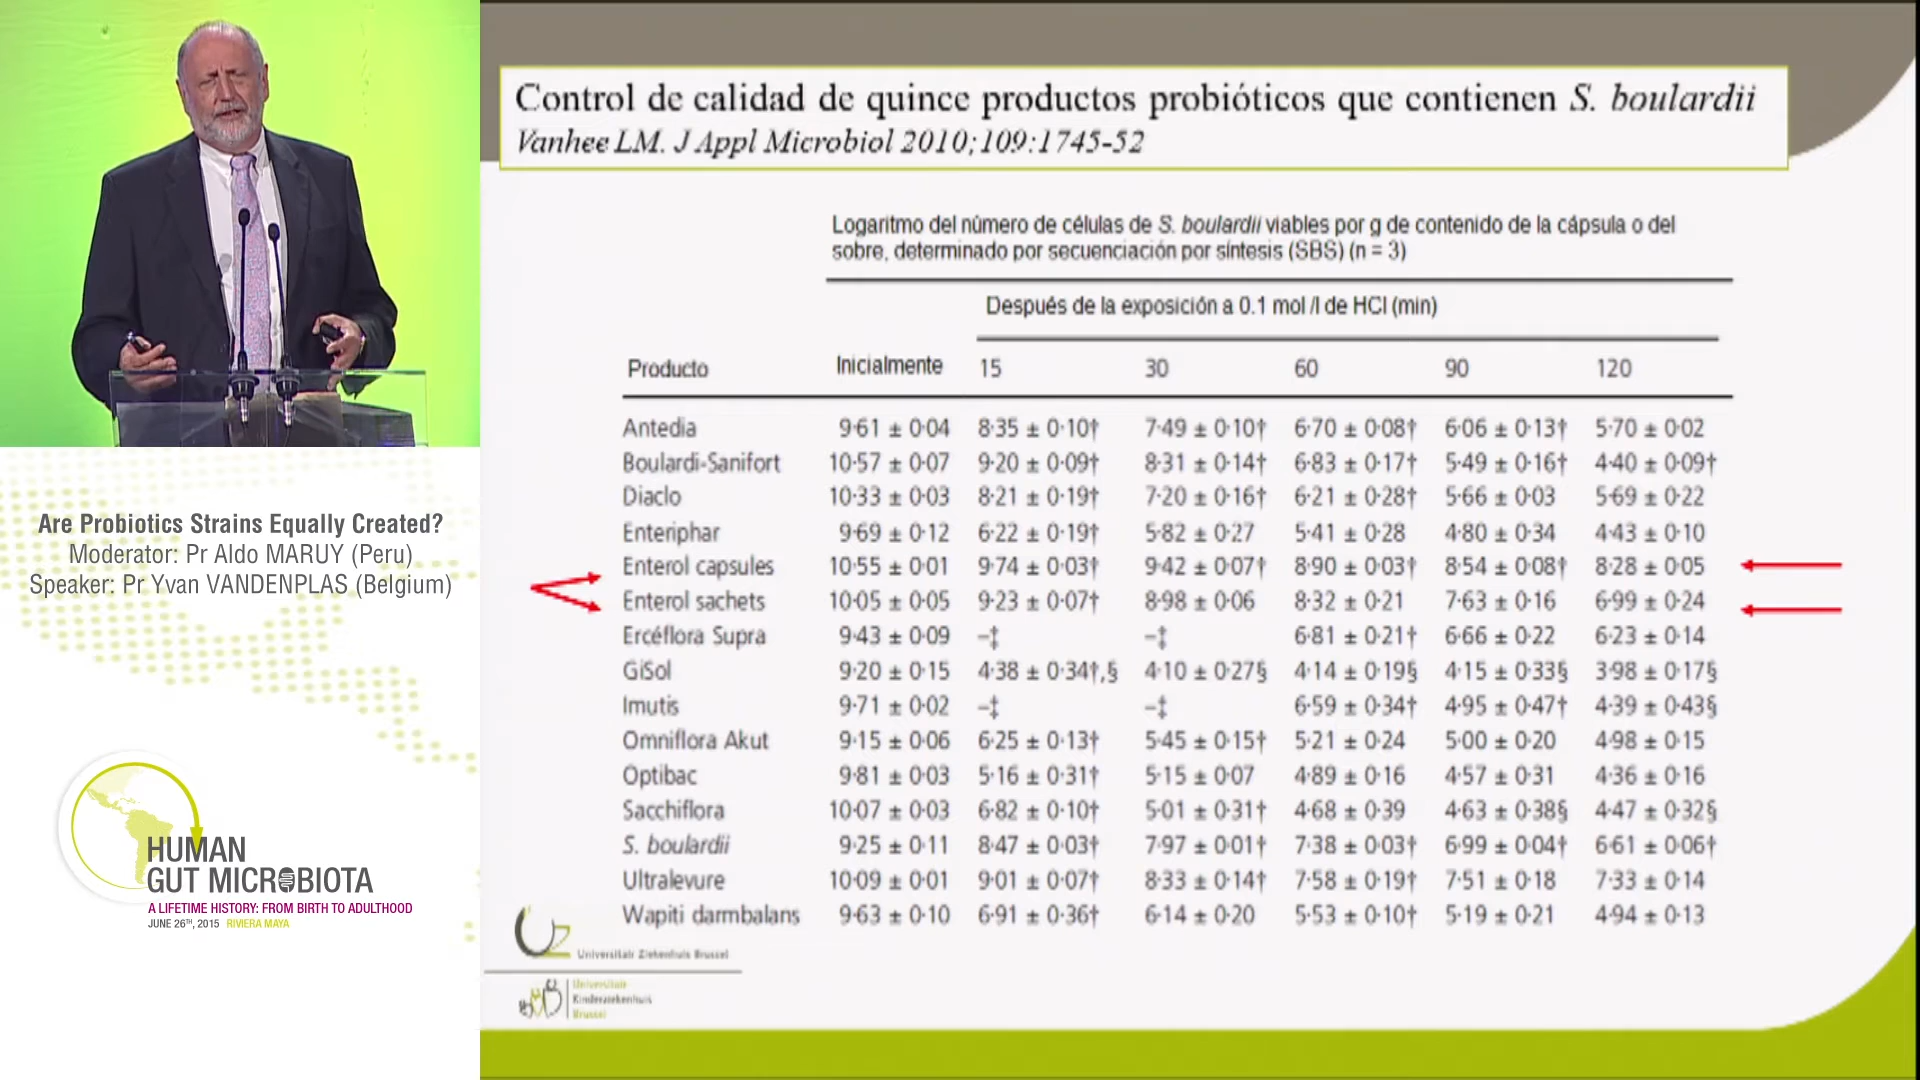 Control de calidad de quince productos probióticos que contienen S. boulardii
Vanhee LM. J Appl Microbiol 2010;109:1745-52
Logaritmo del número de células de S. boulardii viables por g de contenido de la cápsula o del
sobre, determinado por secuenciación por síntesis (SBS) (n = 3)
Después de la exposición a 0.1 mol /l de HCl (min)
Producto Inicialmente 15 30 60 90 120
Antedia 9·61 ± 0·04 8·35 ± 0·10† 7·49 ± 0·10† 6·70 ± 0·08† 6·06 ± 0·13† 5·70 ± 0·02
Boulardi-Sanifort 10·57 ± 0·07 9·20 ± 0·09† 8·31 ± 0·14† 6·83 ± 0·17† 5·49 ± 0·16† 4·40 ± 0·09†
Diaclo 10·33 ± 0·03 8·21 ± 0·19† 7·20 ± 0·16† 6·21 ± 0·28† 5·66 ± 0·03 5·69 ± 0·22
Enteriphar 9·69 ± 0·12 6·22 ± 0·19† 5·82 ± 0·27 5·41 ± 0·28 4·80 ± 0·34 4·43 ± 0·10
Enterol capsules 10·55 ± 0·01 9·74 ± 0·03† 9·42 ± 0·07† 8·90 ± 0·03† 8·54 ± 0·08† 8·28 ± 0·05
Enterol sachets 10·05 ± 0·05 9·23 ± 0·07† 8·98 ± 0·06 8·32 ± 0·21 7·63 ± 0·16 6·99 ± 0·24
Ercéflora Supra 9·43 ± 0·09 –‡ –‡ 6·81 ± 0·21† 6·66 ± 0·22 6·23 ± 0·14
GiSol 9·20 ± 0·15 4·38 ± 0·34†,§ 4·10 ± 0·27§ 4·14 ± 0·19§ 4·15 ± 0·33§ 3·98 ± 0·17§
Imutis 9·71 ± 0·02 –‡ –‡ 6·59 ± 0·34† 4·95 ± 0·47† 4·39 ± 0·43§
Omniflora Akut 9·15 ± 0·06 6·25 ± 0·13† 5·45 ± 0·15† 5·21 ± 0·24 5·00 ± 0·20 4·98 ± 0·15
Optibac 9·81 ± 0·03 5·16 ± 0·31† 5·15 ± 0·07 4·89 ± 0·16 4·57 ± 0·31 4·36 ± 0·16
Sacchiflora 10·07 ± 0·03 6·82 ± 0·10† 5·01 ± 0·31† 4·68 ± 0·39 4·63 ± 0·38§ 4·47 ± 0·32§
S. boulardii 9·25 ± 0·11 8·47 ± 0·03† 7·97 ± 0·01† 7·38 ± 0·03† 6·99 ± 0·04† 6·61 ± 0·06†
Ultralevure 10·09 ± 0·01 9·01 ± 0·07† 8·33 ± 0·14† 7·58 ± 0·19† 7·51 ± 0·18 7·33 ± 0·14
Wapiti darmbalans 9·63 ± 0·10 6·91 ± 0·36† 6·14 ± 0·20 5·53 ± 0·10† 5·19 ± 0·21 4·94 ± 0·13
UZ
Universitair Ziekenhuis Brussel
Universitair
Kinderziekenhuis
Brussel
Are Probiotics Strains Equally Created?
Moderator: Pr Aldo MARUY (Peru)
Speaker: Pr Yvan VANDENPLAS (Belgium)
HUMAN
GUT MICROBIOTA
A LIFETIME HISTORY: FROM BIRTH TO ADULTHOOD
JUNE 26TH, 2015 RIVIERA MAYA